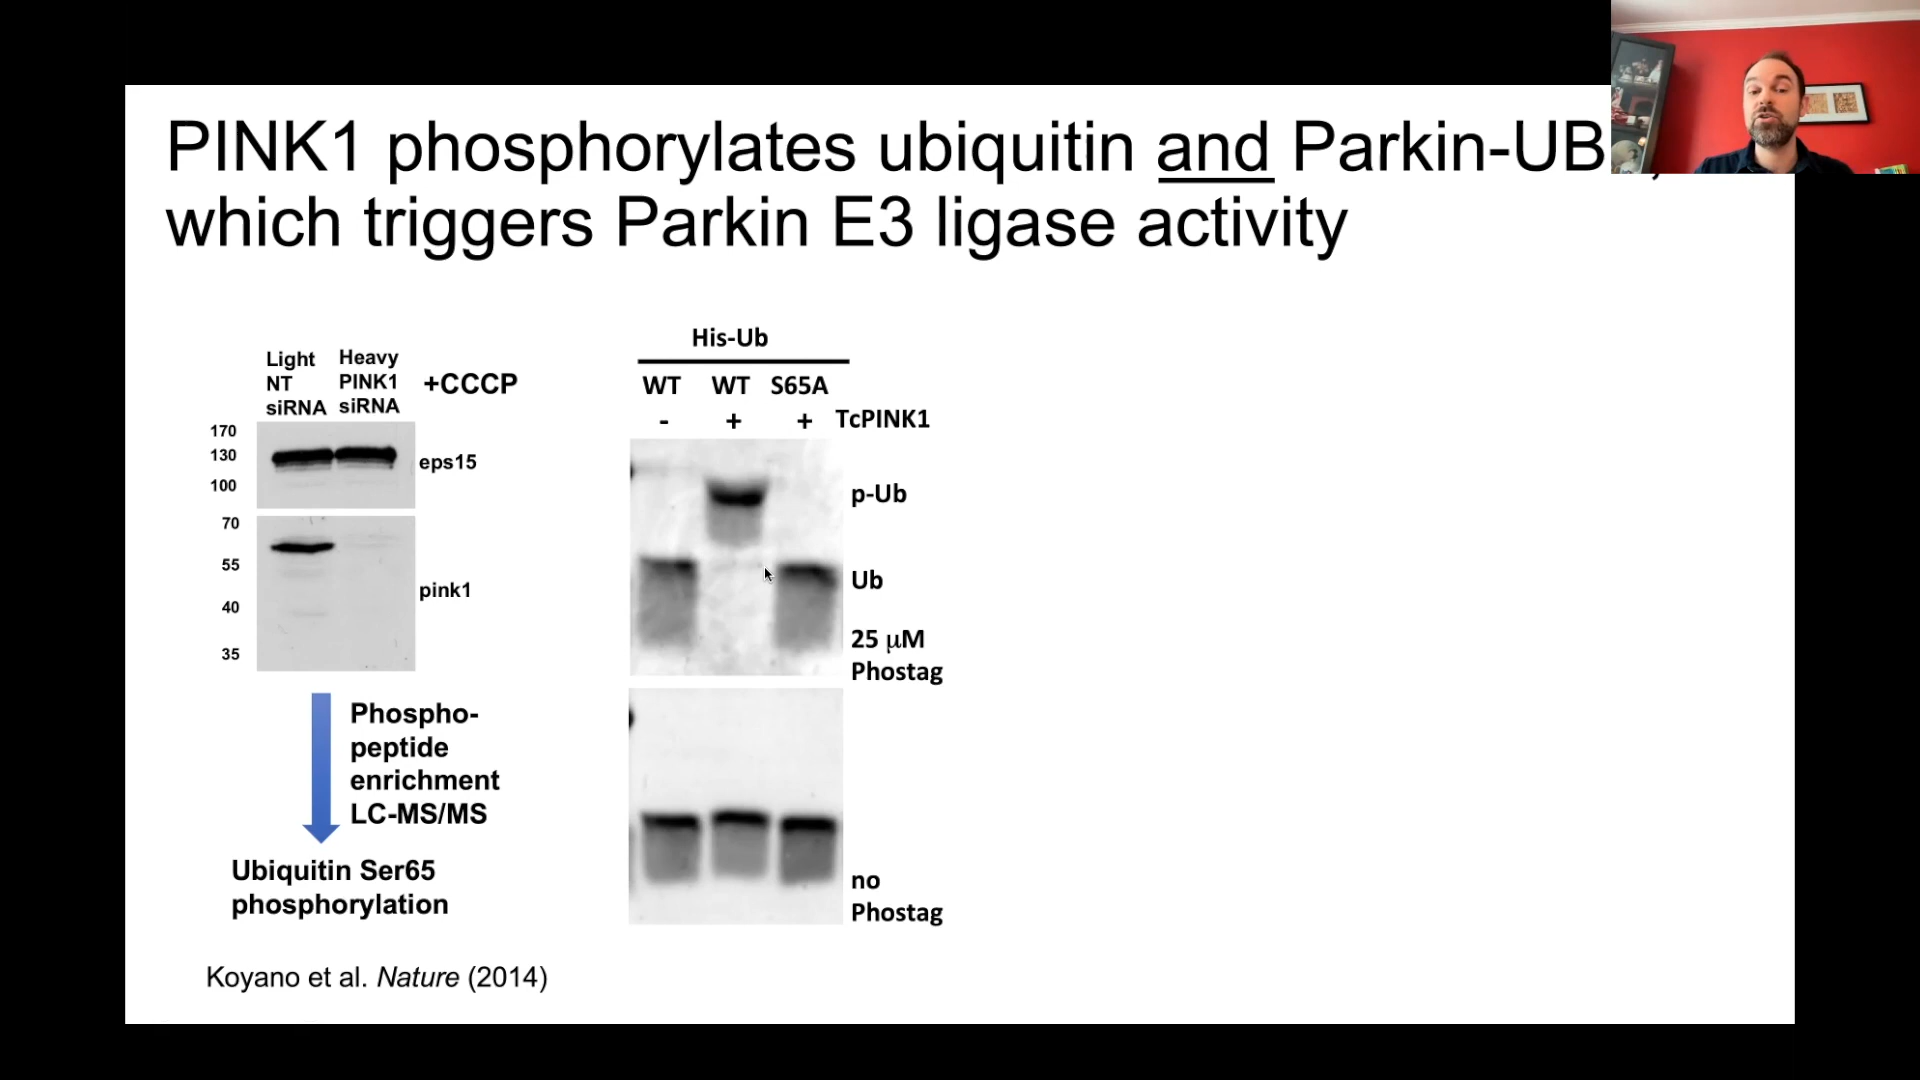 PINK1 phosphorylates ubiquitin and Parkin-UB
which triggers Parkin E3 ligase activity
Light NT siRNA
Heavy PINK1 siRNA
+CCCP
170
130
100
eps15
70
55
40
35
pink1
Phospho-
peptide
enrichment
LC-MS/MS
Ubiquitin Ser65
phosphorylation
Koyano et al. Nature (2014)
His-Ub
WT WT S65A
- + + TcPINK1
p-Ub
Ub
25 μM
Phostag
no
Phostag